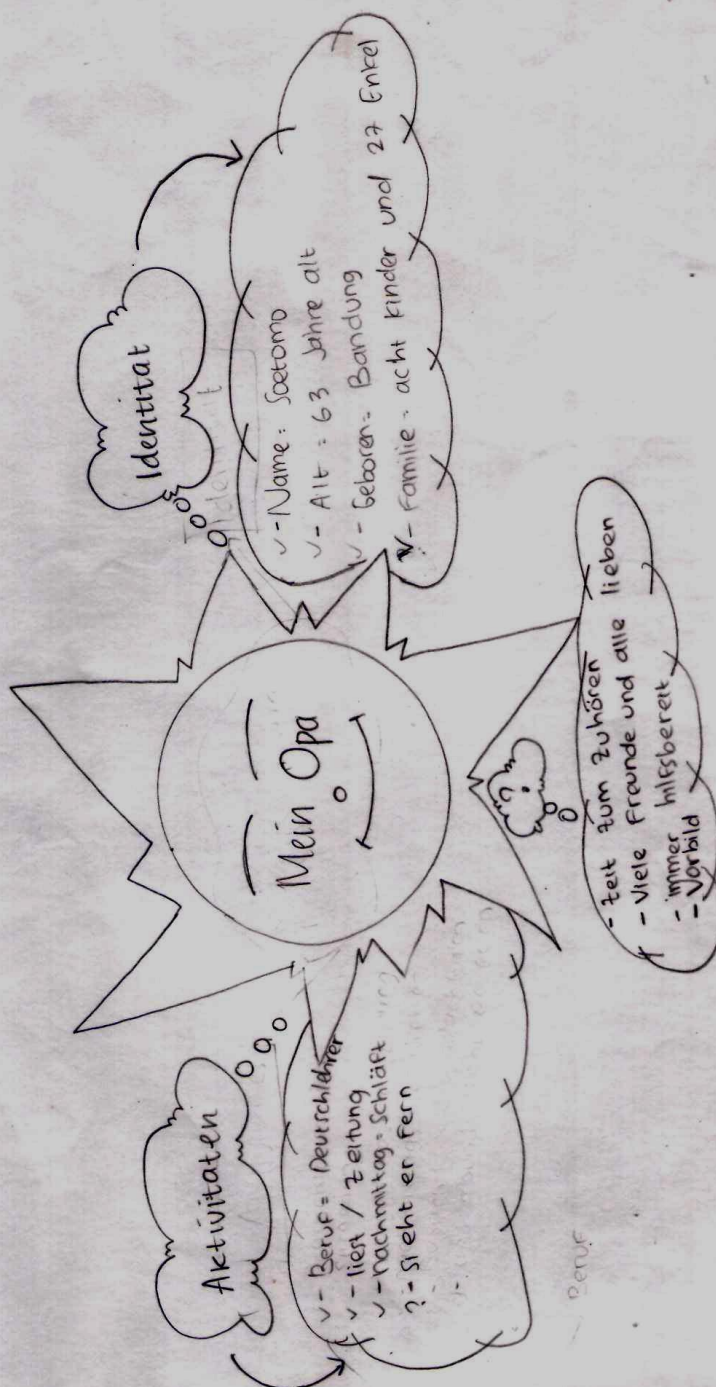 Mein Opa
Identitat
✓ - Name = Soetomo
✓ - Alt = 63 Jahre alt
✓ - Geboren = Bandung
✓ - Familie = acht kinder und 27 Enkel
Aktivitaten
✓ - Beruf = Deutschlehrer
✓ - liest / Zeitung
✓ - nachmittag = Schläft
? - Sieht er Fern
?
- Zeit zum zuhören
- Viele Freunde und alle lieben
- immer hilfsbereit
- Vorbild
- Beruf